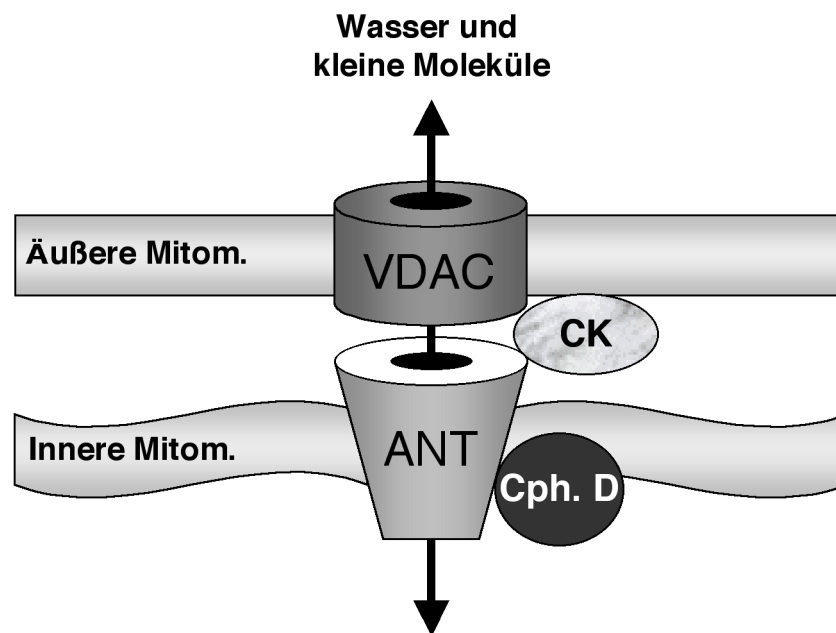 Wasser und
kleine Moleküle
Äußere Mitom.
VDAC
CK
Innere Mitom.
ANT
Cph. D